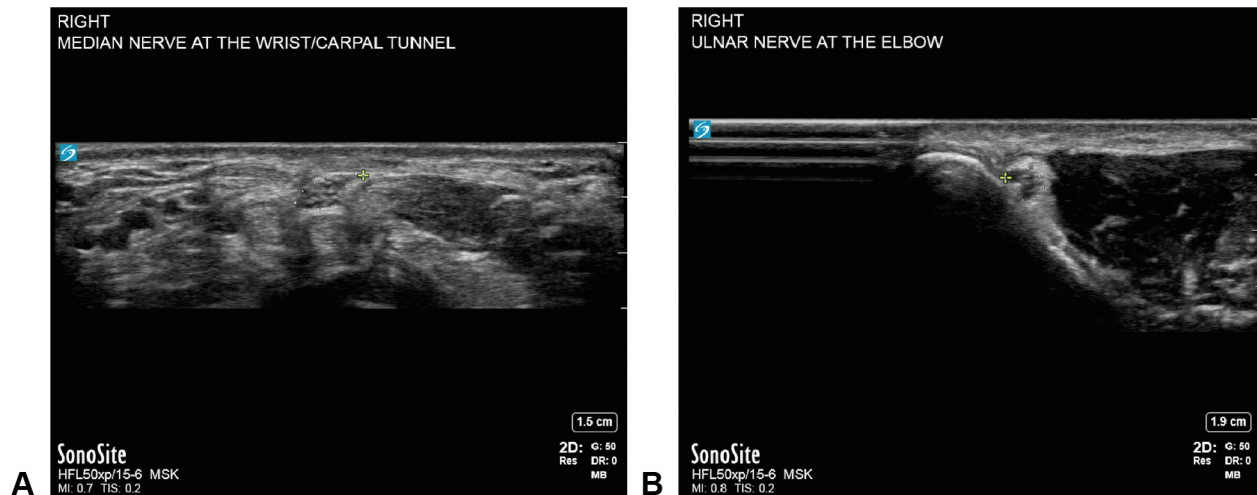 RIGHT
MEDIAN NERVE AT THE WRIST/CARPAL TUNNEL
1.5 cm
SonoSite
HFL50xp/15-6 MSK
MI: 0.7 TIS: 0.2
2D: G: 50
Res DR: 0
MB
A
RIGHT
ULNAR NERVE AT THE ELBOW
1.9 cm
SonoSite
HFL50xp/15-6 MSK
MI: 0.8 TIS: 0.2
2D: G: 50
Res DR: 0
MB
B